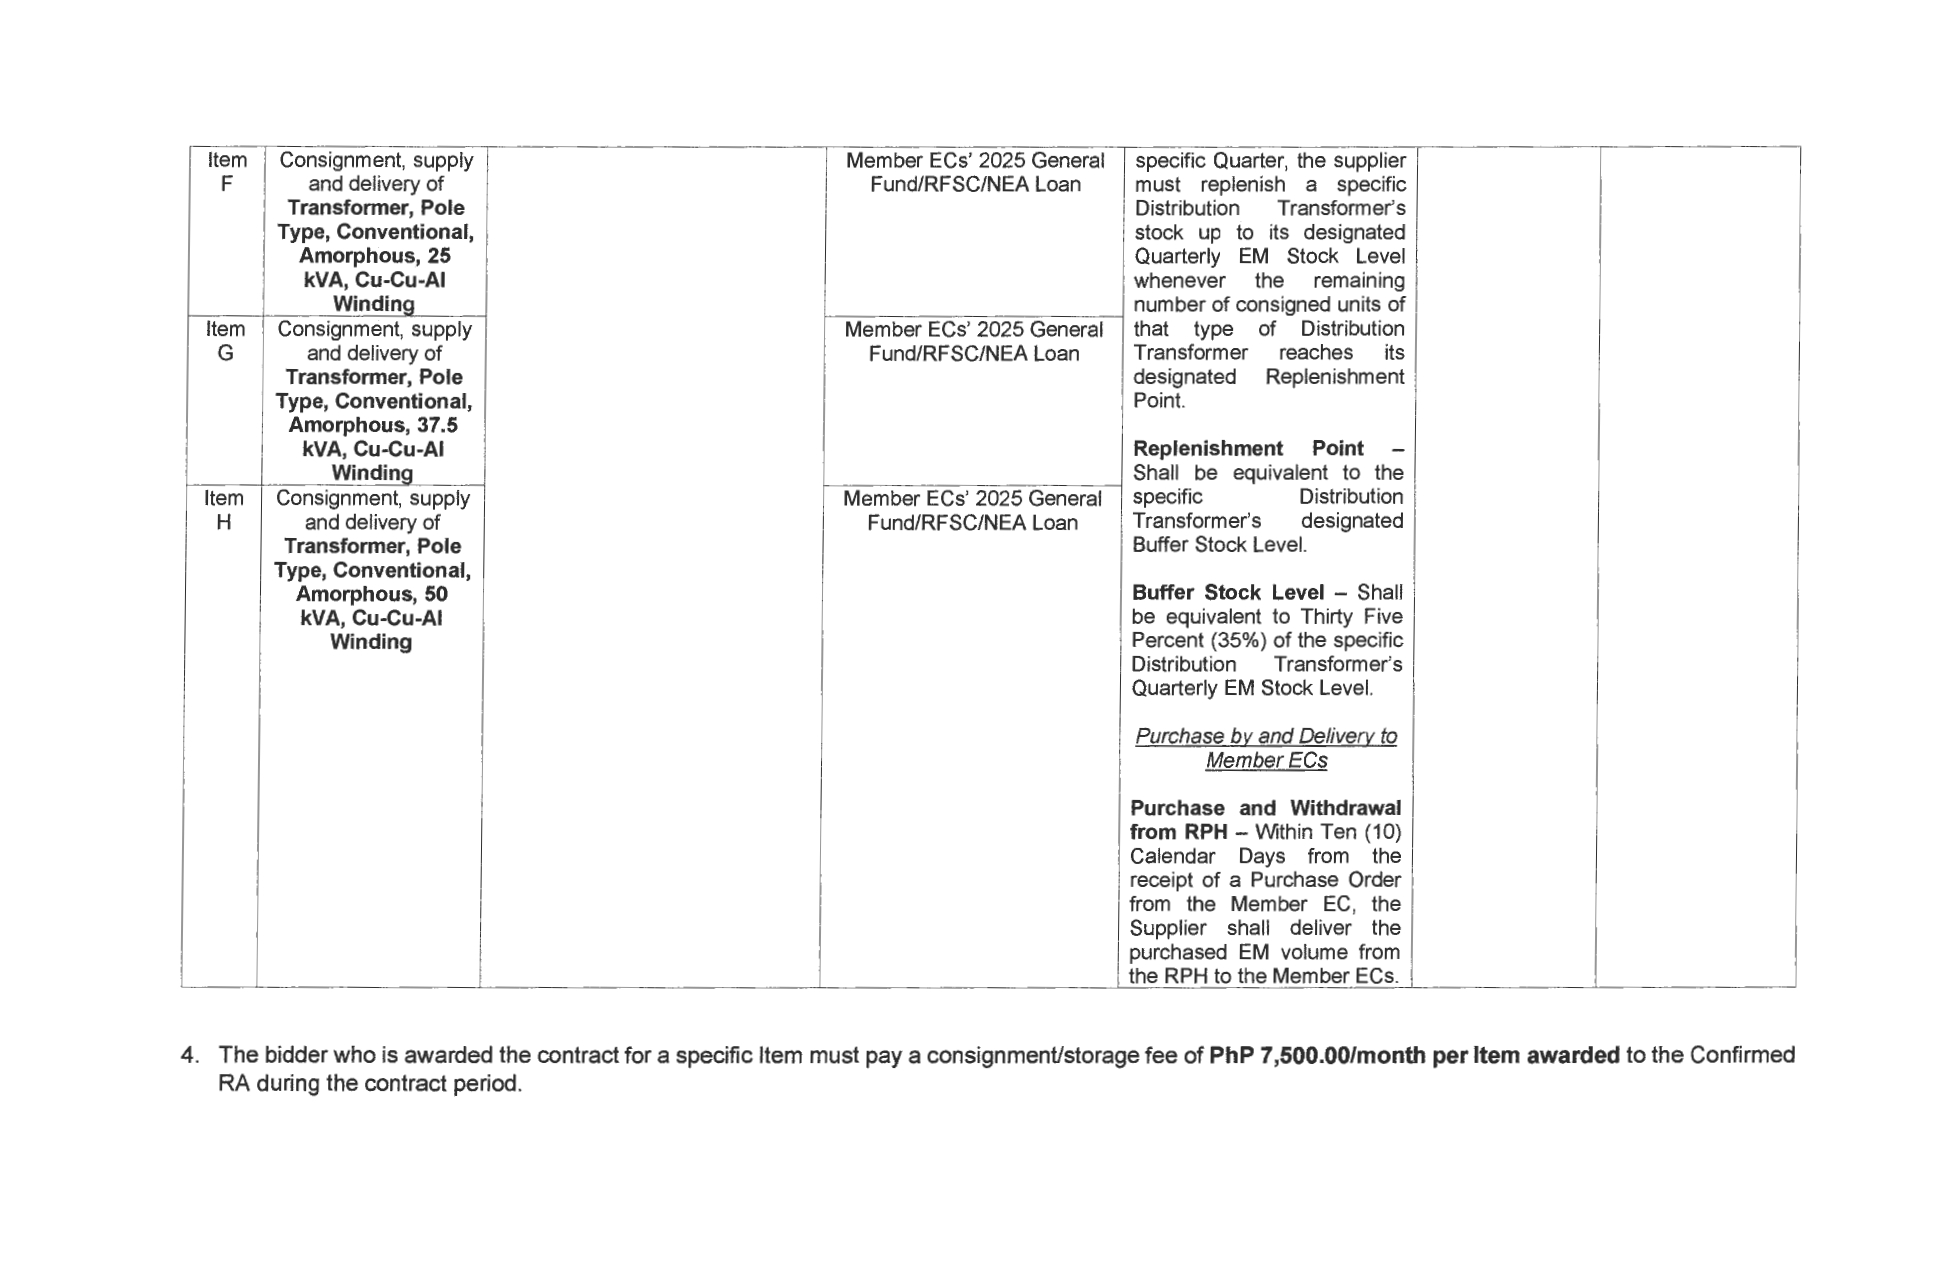 Item
F
Consignment, supply
and delivery of
Transformer, Pole
Type, Conventional,
Amorphous, 25
kVA, Cu-Cu-Al
Winding
Member ECs' 2025 General
Fund/RFSC/NEA Loan
Item
G
Consignment, supply
and delivery of
Transformer, Pole
Type, Conventional,
Amorphous, 37.5
kVA, Cu-Cu-Al
Winding
Member ECs' 2025 General
Fund/RFSC/NEA Loan
Item
H
Consignment, supply
and delivery of
Transformer, Pole
Type, Conventional,
Amorphous, 50
kVA, Cu-Cu-Al
Winding
Member ECs' 2025 General
Fund/RFSC/NEA Loan
specific Quarter, the supplier
must replenish a specific
Distribution Transformer's
stock up to its designated
Quarterly EM Stock Level
whenever the remaining
number of consigned units of
that type of Distribution
Transformer reaches its
designated Replenishment
Point.
Replenishment Point –
Shall be equivalent to the
specific Distribution
Transformer's designated
Buffer Stock Level.
Buffer Stock Level – Shall
be equivalent to Thirty Five
Percent (35%) of the specific
Distribution Transformer's
Quarterly EM Stock Level.
Purchase by and Delivery to
Member ECs
Purchase and Withdrawal
from RPH – Within Ten (10)
Calendar Days from the
receipt of a Purchase Order
from the Member EC, the
Supplier shall deliver the
purchased EM volume from
the RPH to the Member ECs.
4. The bidder who is awarded the contract for a specific Item must pay a consignment/storage fee of PhP 7,500.00/month per Item awarded to the Confirmed
RA during the contract period.